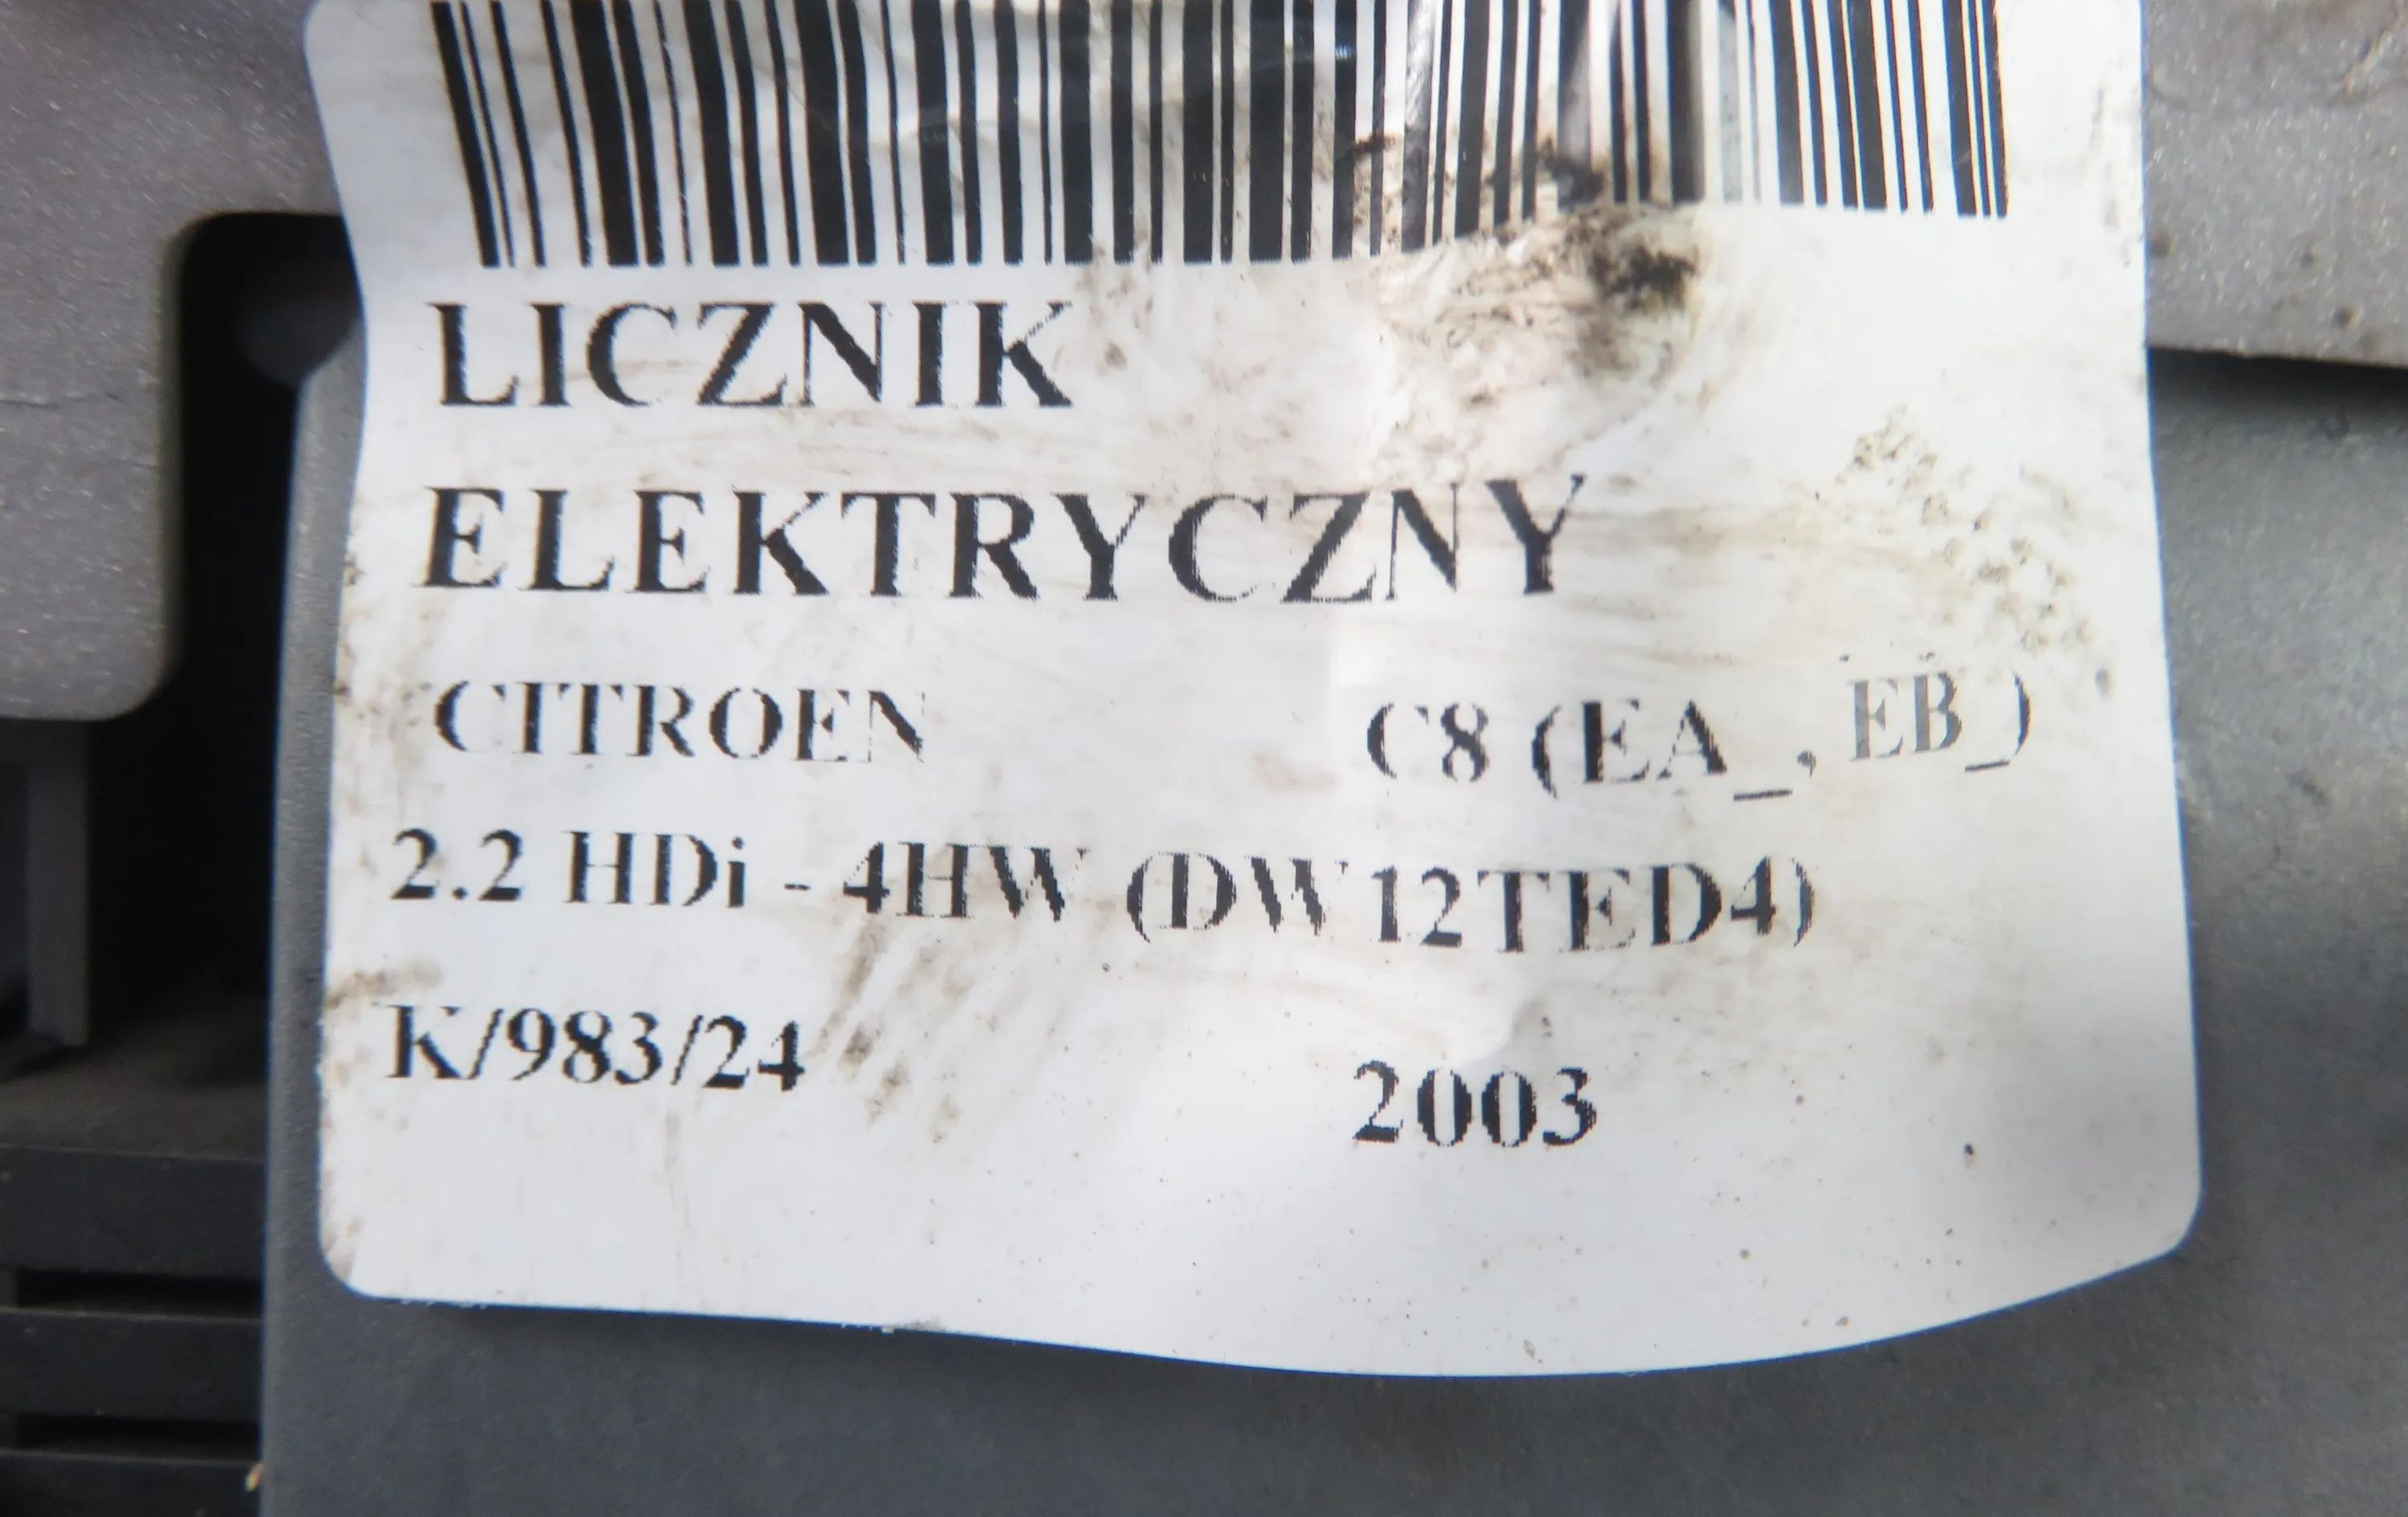 LICZNIK
ELEKTRYCZNY
CITROEN C8 (EA_, EB_)
2.2 HDi - 4HW (DW12TED4)
K/983/24 2003